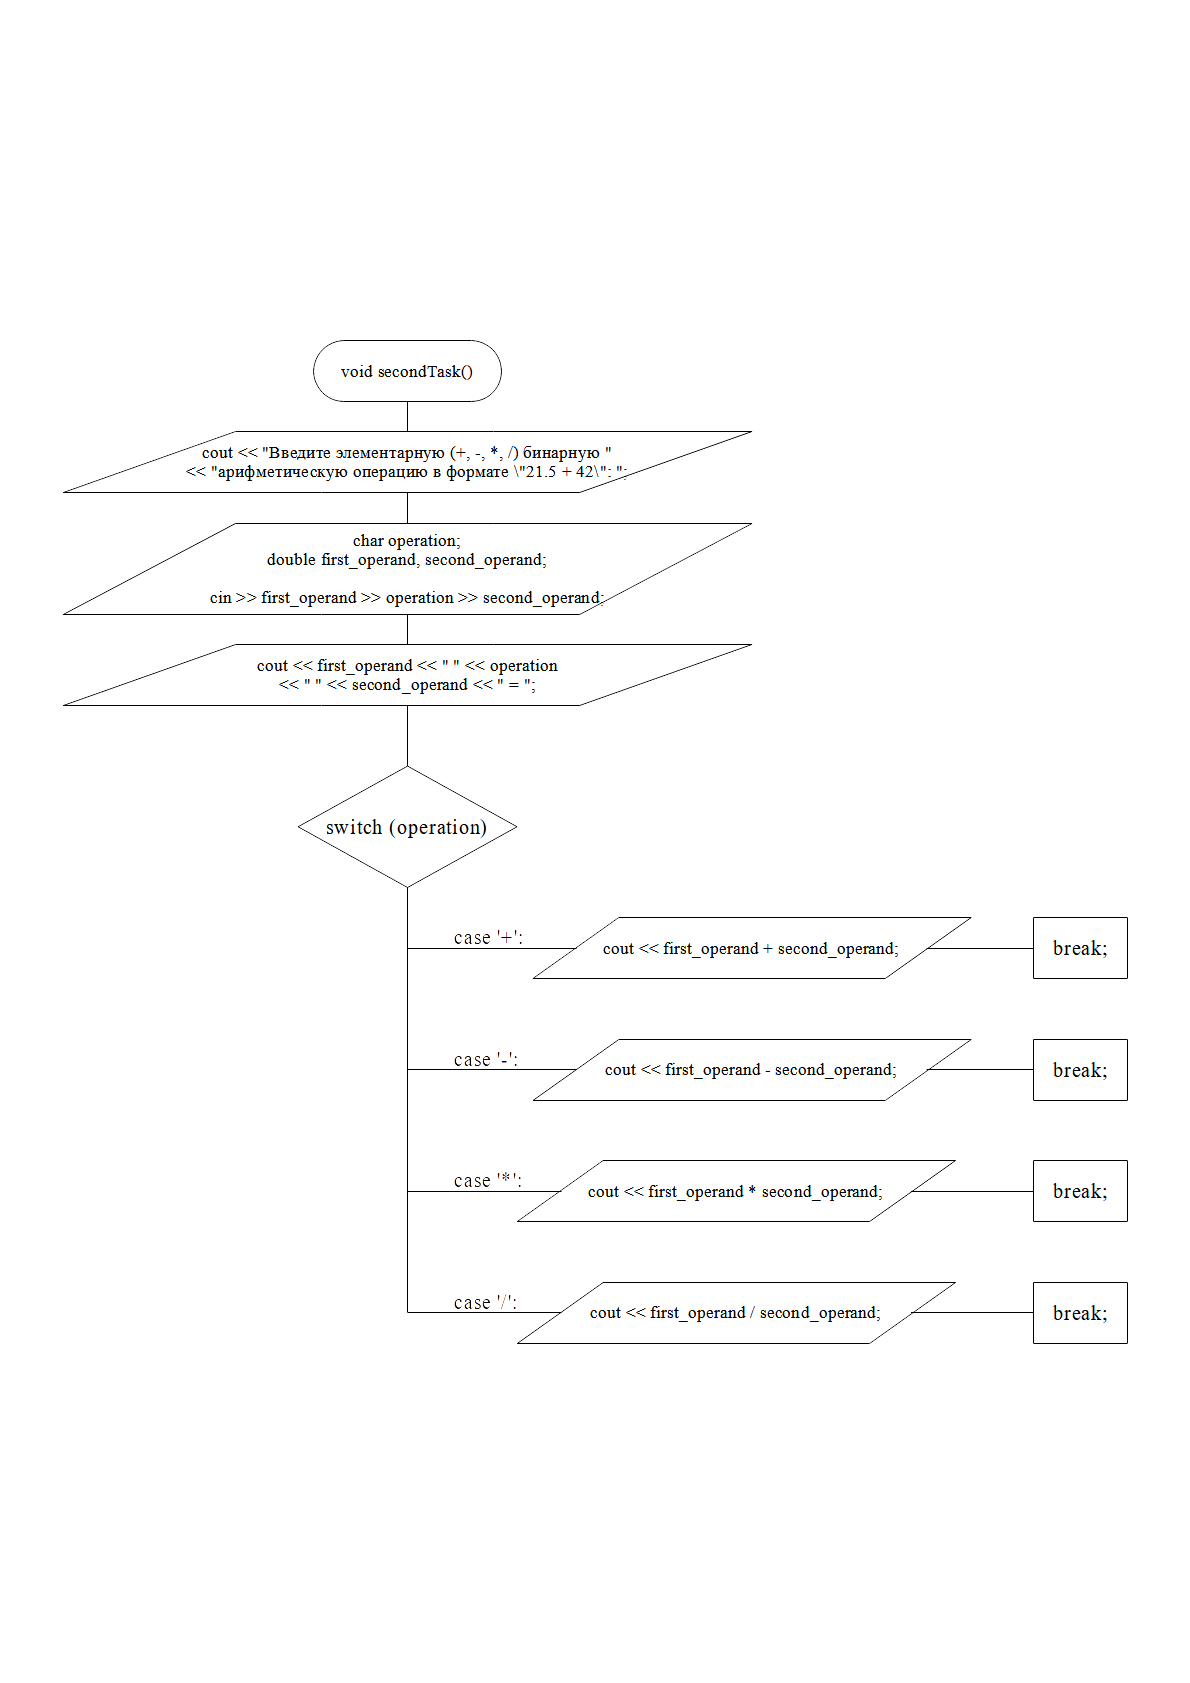 void secondTask()
cout << "Введите элементарную (+, -, *, /) бинарную "
<< "арифметическую операцию в формате \"21.5 + 42\": ";
char operation;
double first_operand, second_operand;
cin >> first_operand >> operation >> second_operand;
cout << first_operand << " " << operation
<< " " << second_operand << " = ";
switch (operation)
case '+':
cout << first_operand + second_operand;
break;
case '-':
cout << first_operand - second_operand;
break;
case '*':
cout << first_operand * second_operand;
break;
case '/':
cout << first_operand / second_operand;
break;